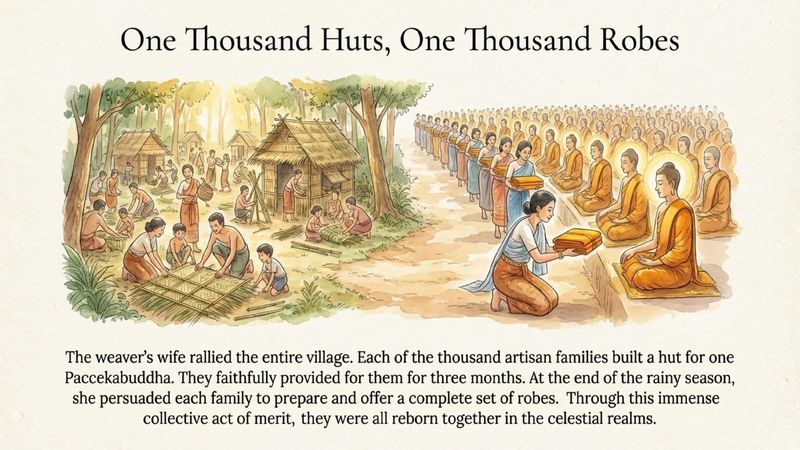 One Thousand Huts, One Thousand Robes
The weaver's wife rallied the entire village. Each of the thousand artisan families built a hut for one
Paccekabuddha. They faithfully provided for them for three months. At the end of the rainy season,
she persuaded each family to prepare and offer a complete set of robes. Through this immense
collective act of merit, they were all reborn together in the celestial realms.